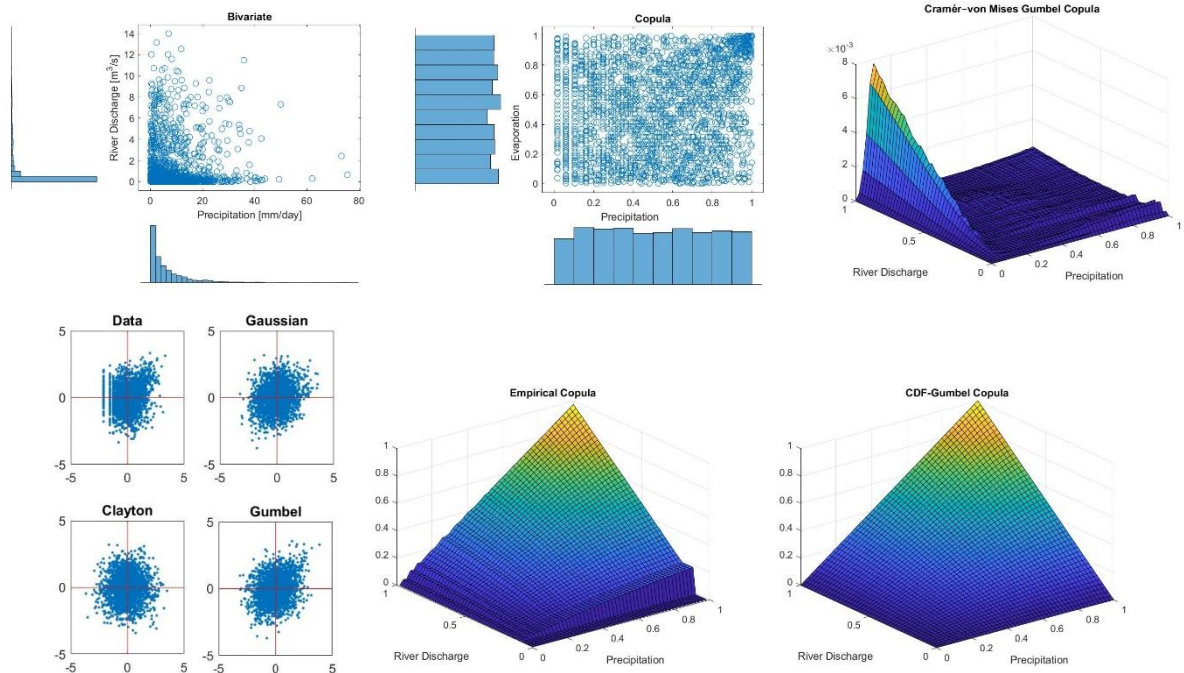 Bivariate
River Discharge [m³/s]
14
12
10
8
6
4
2
0
0 10 20 30 40 50 60 70 80
Precipitation [mm/day]
Copula
Evaporation
1
0.8
0.6
0.4
0.2
0
0 0.2 0.4 0.6 0.8 1
Precipitation
Cramér–von Mises Gumbel Copula
×10⁻³
8
6
4
2
0
1
0.5
0
River Discharge
0
0.2
0.4
0.6
0.8
1
Precipitation
Data
5
0
-5
-5 0 5
Gaussian
5
0
-5
-5 0 5
Clayton
5
0
-5
-5 0 5
Gumbel
5
0
-5
-5 0 5
Empirical Copula
1
0.8
0.6
0.4
0.2
0
1
0.5
0
River Discharge
0
0.2
0.4
0.6
0.8
1
Precipitation
CDF-Gumbel Copula
1
0.8
0.6
0.4
0.2
0
1
0.5
0
River Discharge
0
0.2
0.4
0.6
0.8
1
Precipitation